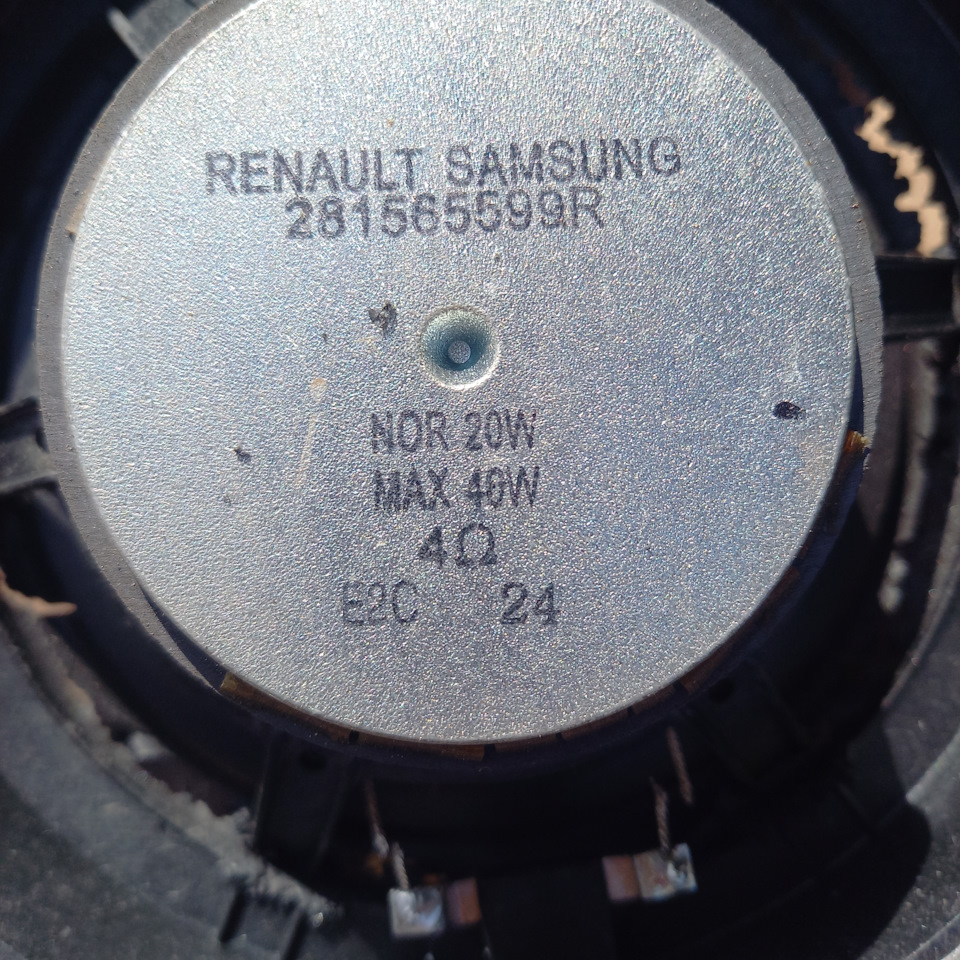 RENAULT SAMSUNG
281565599R
NOR 20W
MAX 40W
4Ω
E2C 24